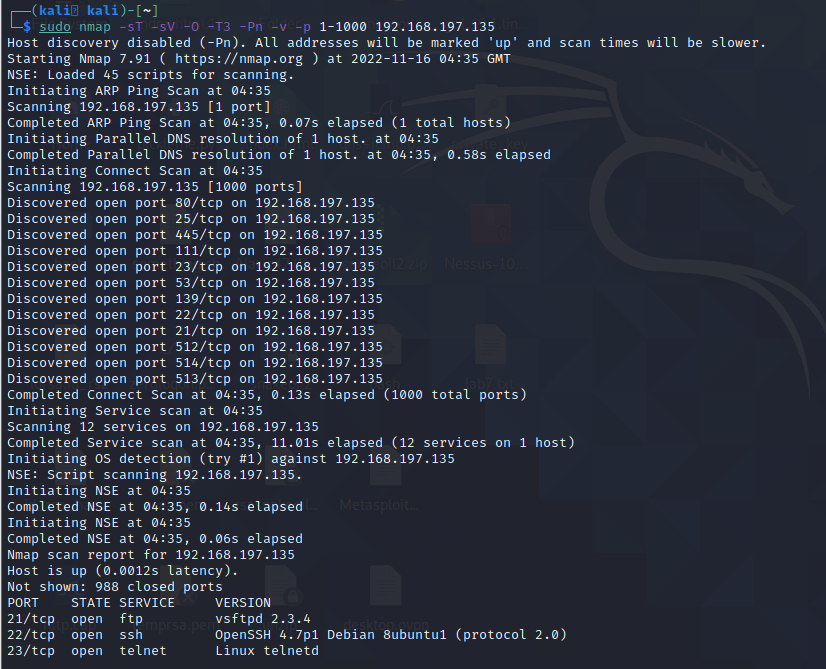 (kali㉿ kali)-[~]
$ sudo nmap -sT -sV -O -T3 -Pn -v -p 1-1000 192.168.197.135
Host discovery disabled (-Pn). All addresses will be marked 'up' and scan times will be slower.
Starting Nmap 7.91 ( https://nmap.org ) at 2022-11-16 04:35 GMT
NSE: Loaded 45 scripts for scanning.
Initiating ARP Ping Scan at 04:35
Scanning 192.168.197.135 [1 port]
Completed ARP Ping Scan at 04:35, 0.07s elapsed (1 total hosts)
Initiating Parallel DNS resolution of 1 host. at 04:35
Completed Parallel DNS resolution of 1 host. at 04:35, 0.58s elapsed
Initiating Connect Scan at 04:35
Scanning 192.168.197.135 [1000 ports]
Discovered open port 80/tcp on 192.168.197.135
Discovered open port 25/tcp on 192.168.197.135
Discovered open port 445/tcp on 192.168.197.135
Discovered open port 111/tcp on 192.168.197.135
Discovered open port 23/tcp on 192.168.197.135
Discovered open port 53/tcp on 192.168.197.135
Discovered open port 139/tcp on 192.168.197.135
Discovered open port 22/tcp on 192.168.197.135
Discovered open port 21/tcp on 192.168.197.135
Discovered open port 512/tcp on 192.168.197.135
Discovered open port 514/tcp on 192.168.197.135
Discovered open port 513/tcp on 192.168.197.135
Completed Connect Scan at 04:35, 0.13s elapsed (1000 total ports)
Initiating Service scan at 04:35
Scanning 12 services on 192.168.197.135
Completed Service scan at 04:35, 11.01s elapsed (12 services on 1 host)
Initiating OS detection (try #1) against 192.168.197.135
NSE: Script scanning 192.168.197.135.
Initiating NSE at 04:35
Completed NSE at 04:35, 0.14s elapsed
Initiating NSE at 04:35
Completed NSE at 04:35, 0.06s elapsed
Nmap scan report for 192.168.197.135
Host is up (0.0012s latency).
Not shown: 988 closed ports
PORT STATE SERVICE VERSION
21/tcp open ftp vsftpd 2.3.4
22/tcp open ssh OpenSSH 4.7p1 Debian 8ubuntu1 (protocol 2.0)
23/tcp open telnet Linux telnetd
Nessus-10...
Metasploit...